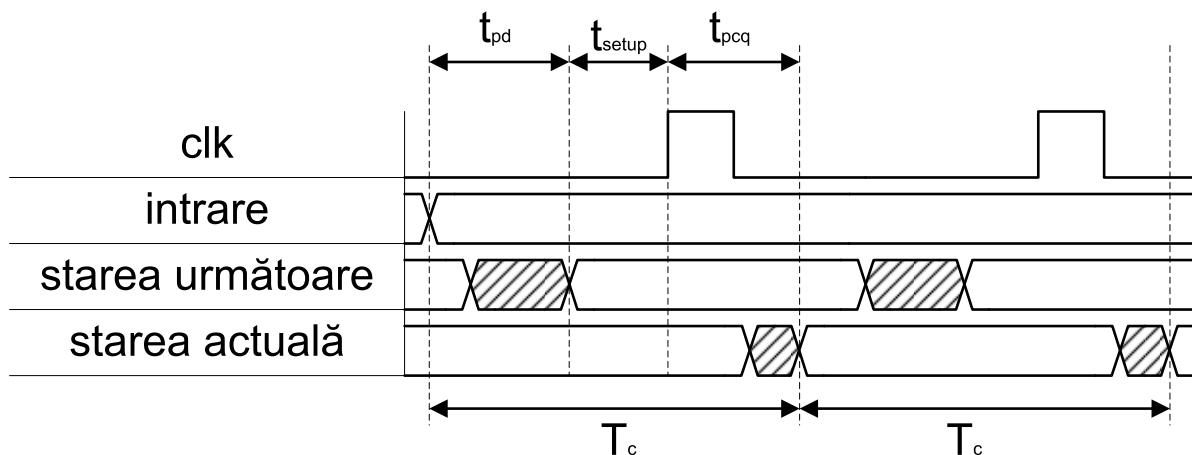 tpd tsetup tpcq
clk
intrare
starea următoare
starea actuală
Tc Tc